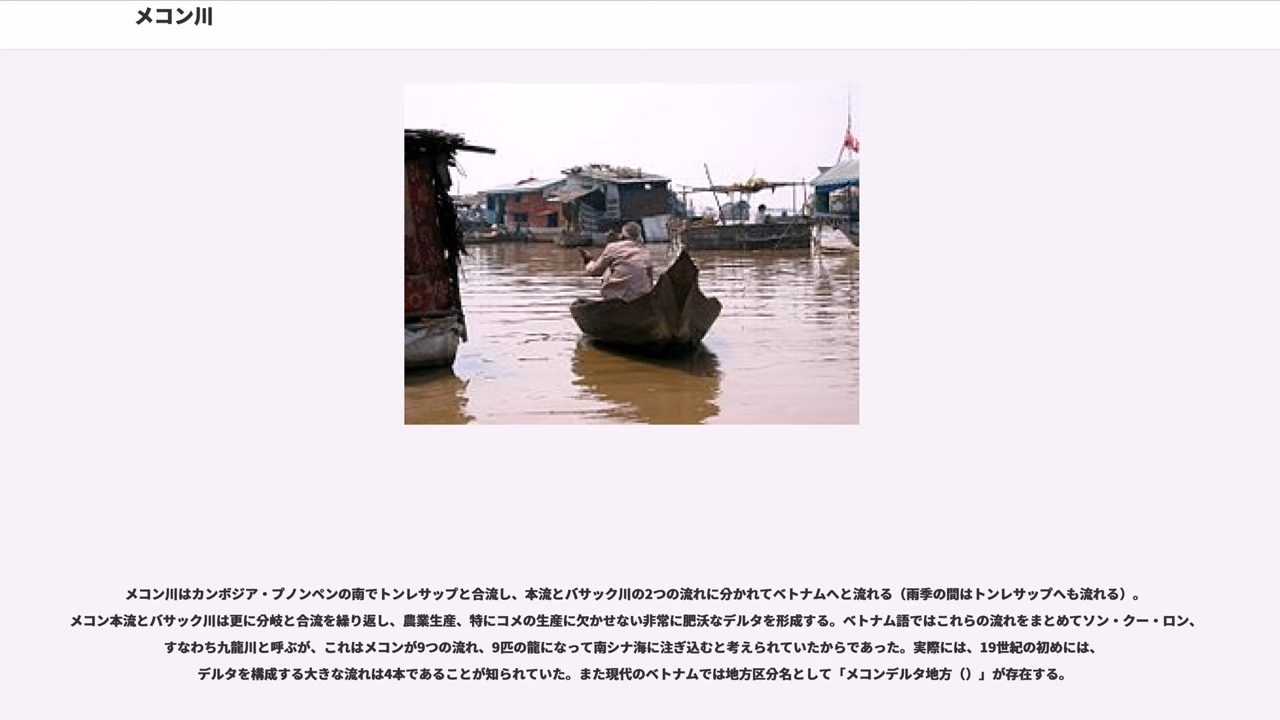 メコン川
メコン川はカンボジア・プノンペンの南でトンレサップと合流し、本流とバサック川の2つの流れに分かれてベトナムへと流れる（雨季の間はトンレサップへも流れる）。
メコン本流とバサック川は更に分岐と合流を繰り返し、農業生産、特にコメの生産に欠かせない非常に肥沃なデルタを形成する。ベトナム語ではこれらの流れをまとめてソン・クー・ロン、
すなわち九龍川と呼ぶが、これはメコンが9つの流れ、9匹の龍になって南シナ海に注ぎ込むと考えられていたからであった。実際には、19世紀の初めには、
デルタを構成する大きな流れは4本であることが知られていた。また現代のベトナムでは地方区分名として「メコンデルタ地方（）」が存在する。